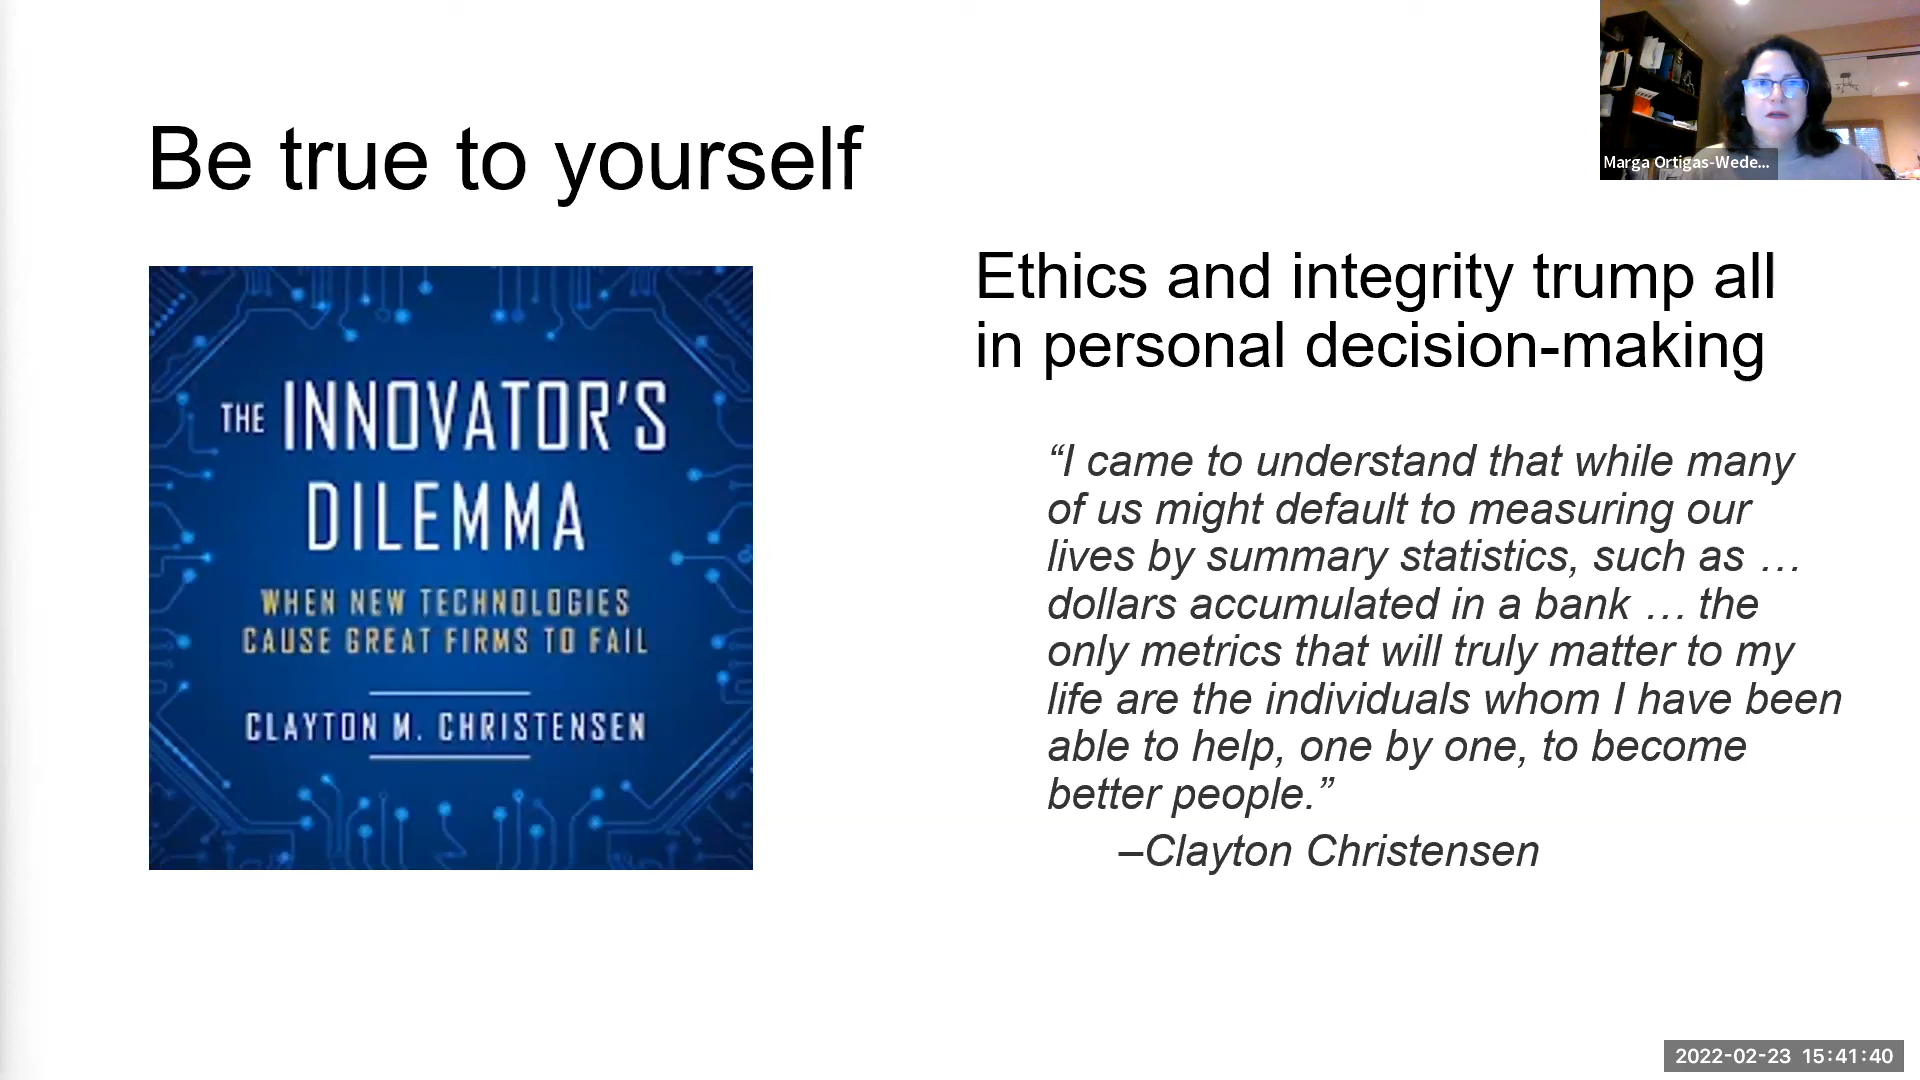 Be true to yourself
Marga Ortigas-Wede...
THE INNOVATOR'S
DILEMMA
WHEN NEW TECHNOLOGIES
CAUSE GREAT FIRMS TO FAIL
CLAYTON M. CHRISTENSEN
Ethics and integrity trump all
in personal decision-making
“I came to understand that while many
of us might default to measuring our
lives by summary statistics, such as …
dollars accumulated in a bank … the
only metrics that will truly matter to my
life are the individuals whom I have been
able to help, one by one, to become
better people.”
–Clayton Christensen
2022-02-23 15:41:40